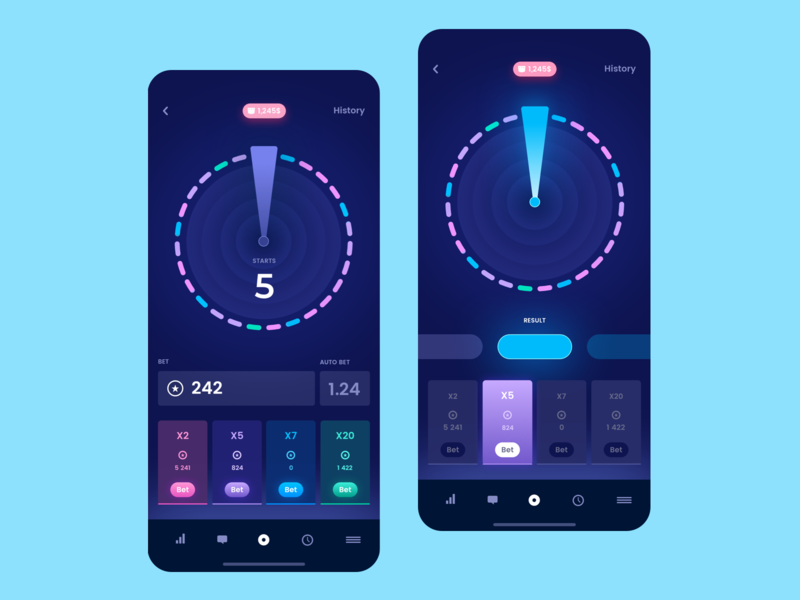 1,245$
History
STARTS
5
BET
AUTO BET
242
1.24
X2
X5
X7
X20
5 241
824
0
1 422
Bet
Bet
Bet
Bet
1,245$
History
RESULT
X2
X5
X7
X20
5 241
824
0
1 422
Bet
Bet
Bet
Bet